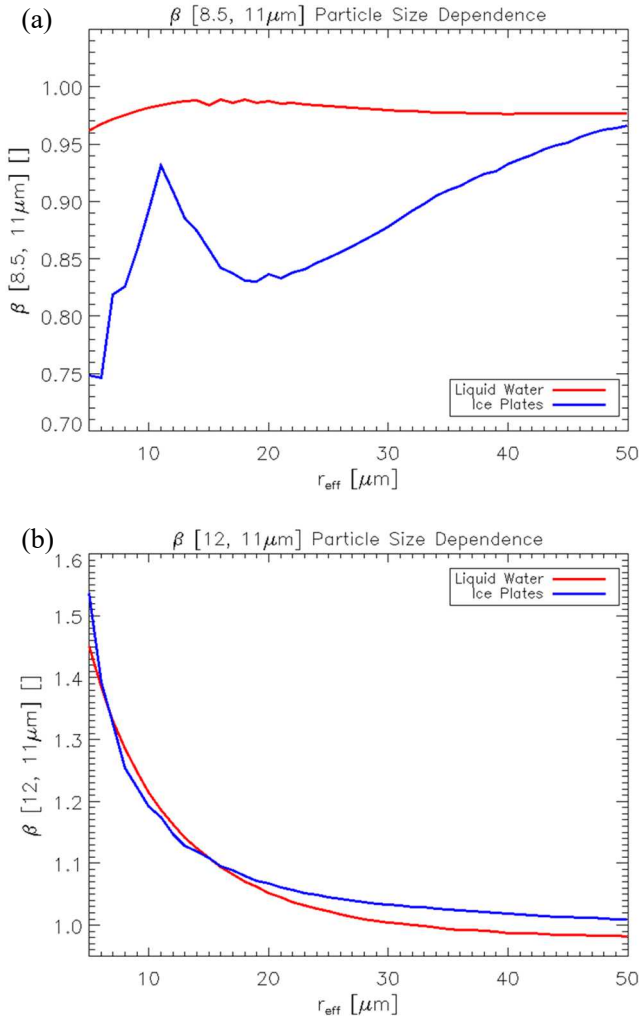 (a)
β [8.5, 11μm] Particle Size Dependence
1.00
0.95
0.90
0.85
0.80
0.75
0.70
β [8.5, 11μm] []
Liquid Water
Ice Plates
10 20 30 40 50
r_eff [μm]
(b)
β [12, 11μm] Particle Size Dependence
1.6
1.5
1.4
1.3
1.2
1.1
1.0
β [12, 11μm] []
Liquid Water
Ice Plates
10 20 30 40 50
r_eff [μm]